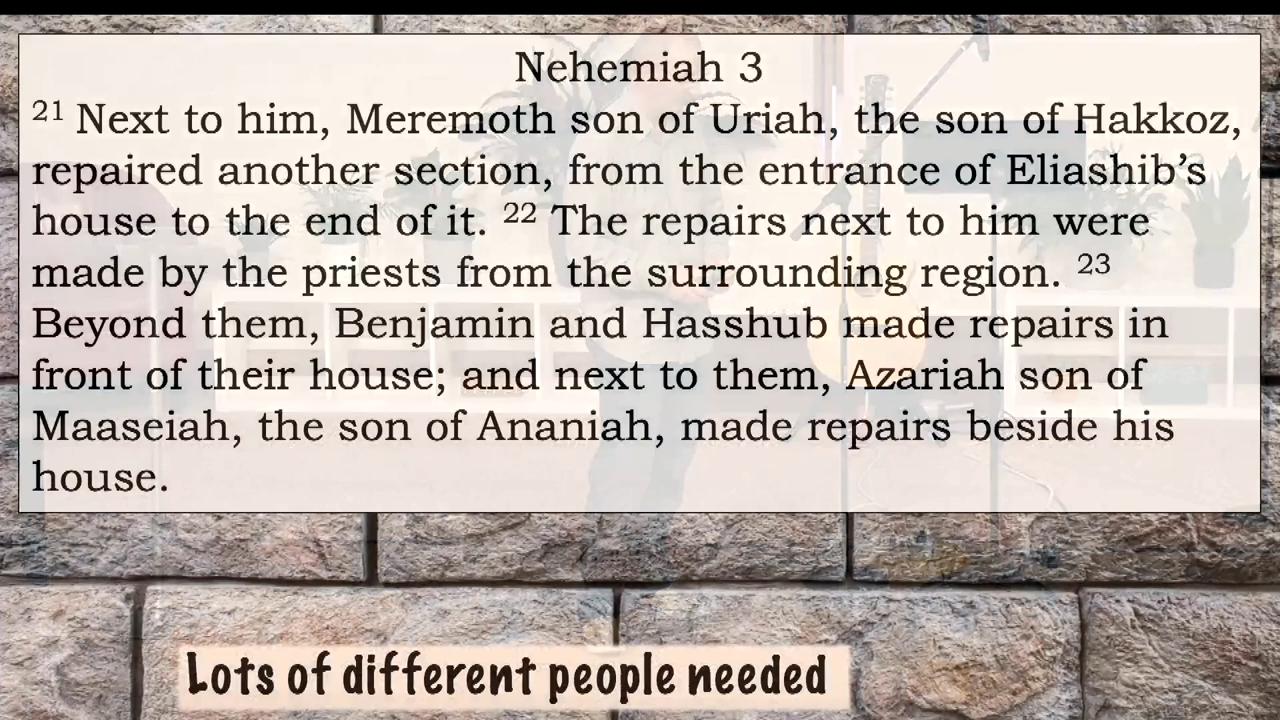 Nehemiah 3
21 Next to him, Meremoth son of Uriah, the son of Hakkoz,
repaired another section, from the entrance of Eliashib’s
house to the end of it. 22 The repairs next to him were
made by the priests from the surrounding region. 23
Beyond them, Benjamin and Hasshub made repairs in
front of their house; and next to them, Azariah son of
Maaseiah, the son of Ananiah, made repairs beside his
house.
Lots of different people needed